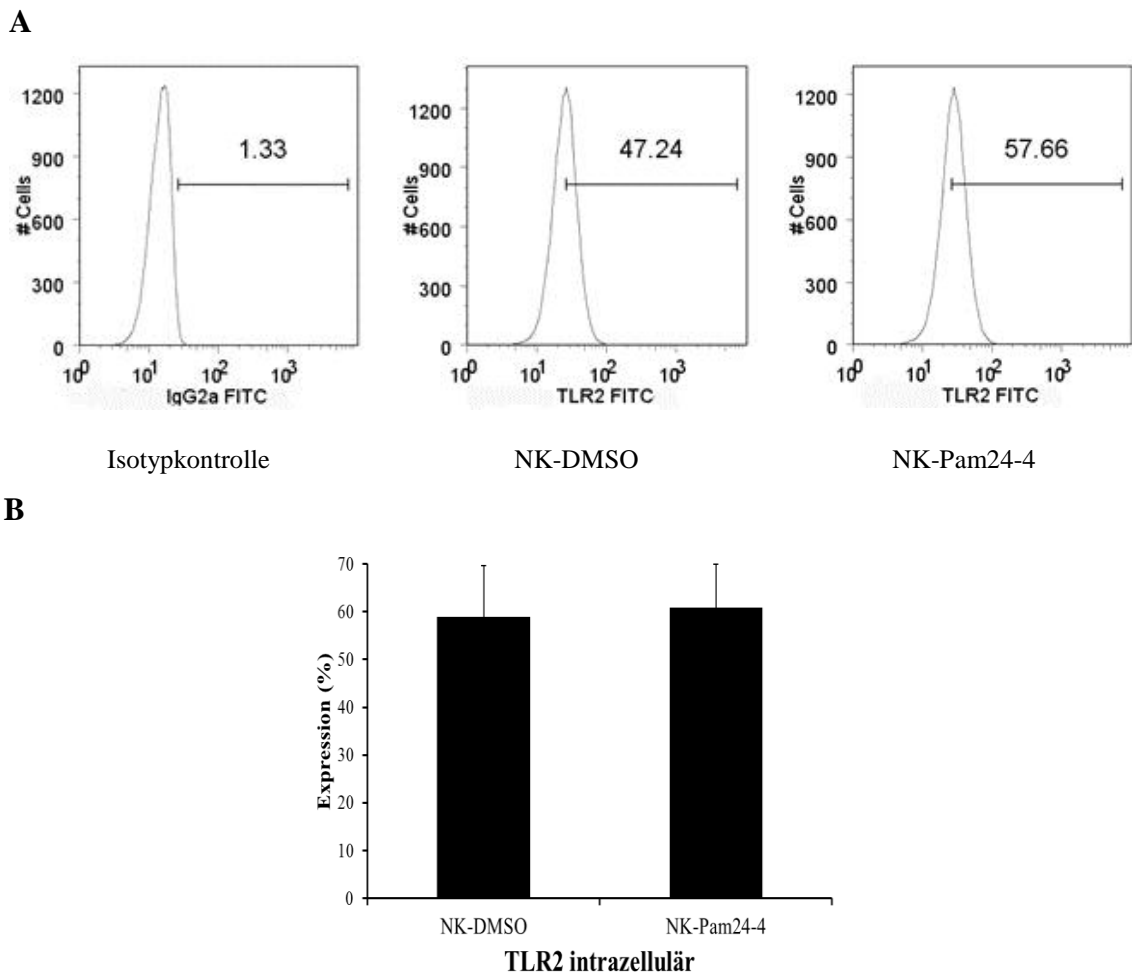 A
1200
900
600
300
0
# Cells
1.33
10^0 10^1 10^2 10^3
IqG2a FITC
Isotypkontrolle
1200
900
600
300
0
# Cells
47.24
10^0 10^1 10^2 10^3
TLR2 FITC
NK-DMSO
1200
900
600
300
0
# Cells
57.66
10^0 10^1 10^2 10^3
TLR2 FITC
NK-Pam24-4
B
70
60
50
40
30
20
10
0
Expression (%)
NK-DMSO NK-Pam24-4
TLR2 intrazellulär